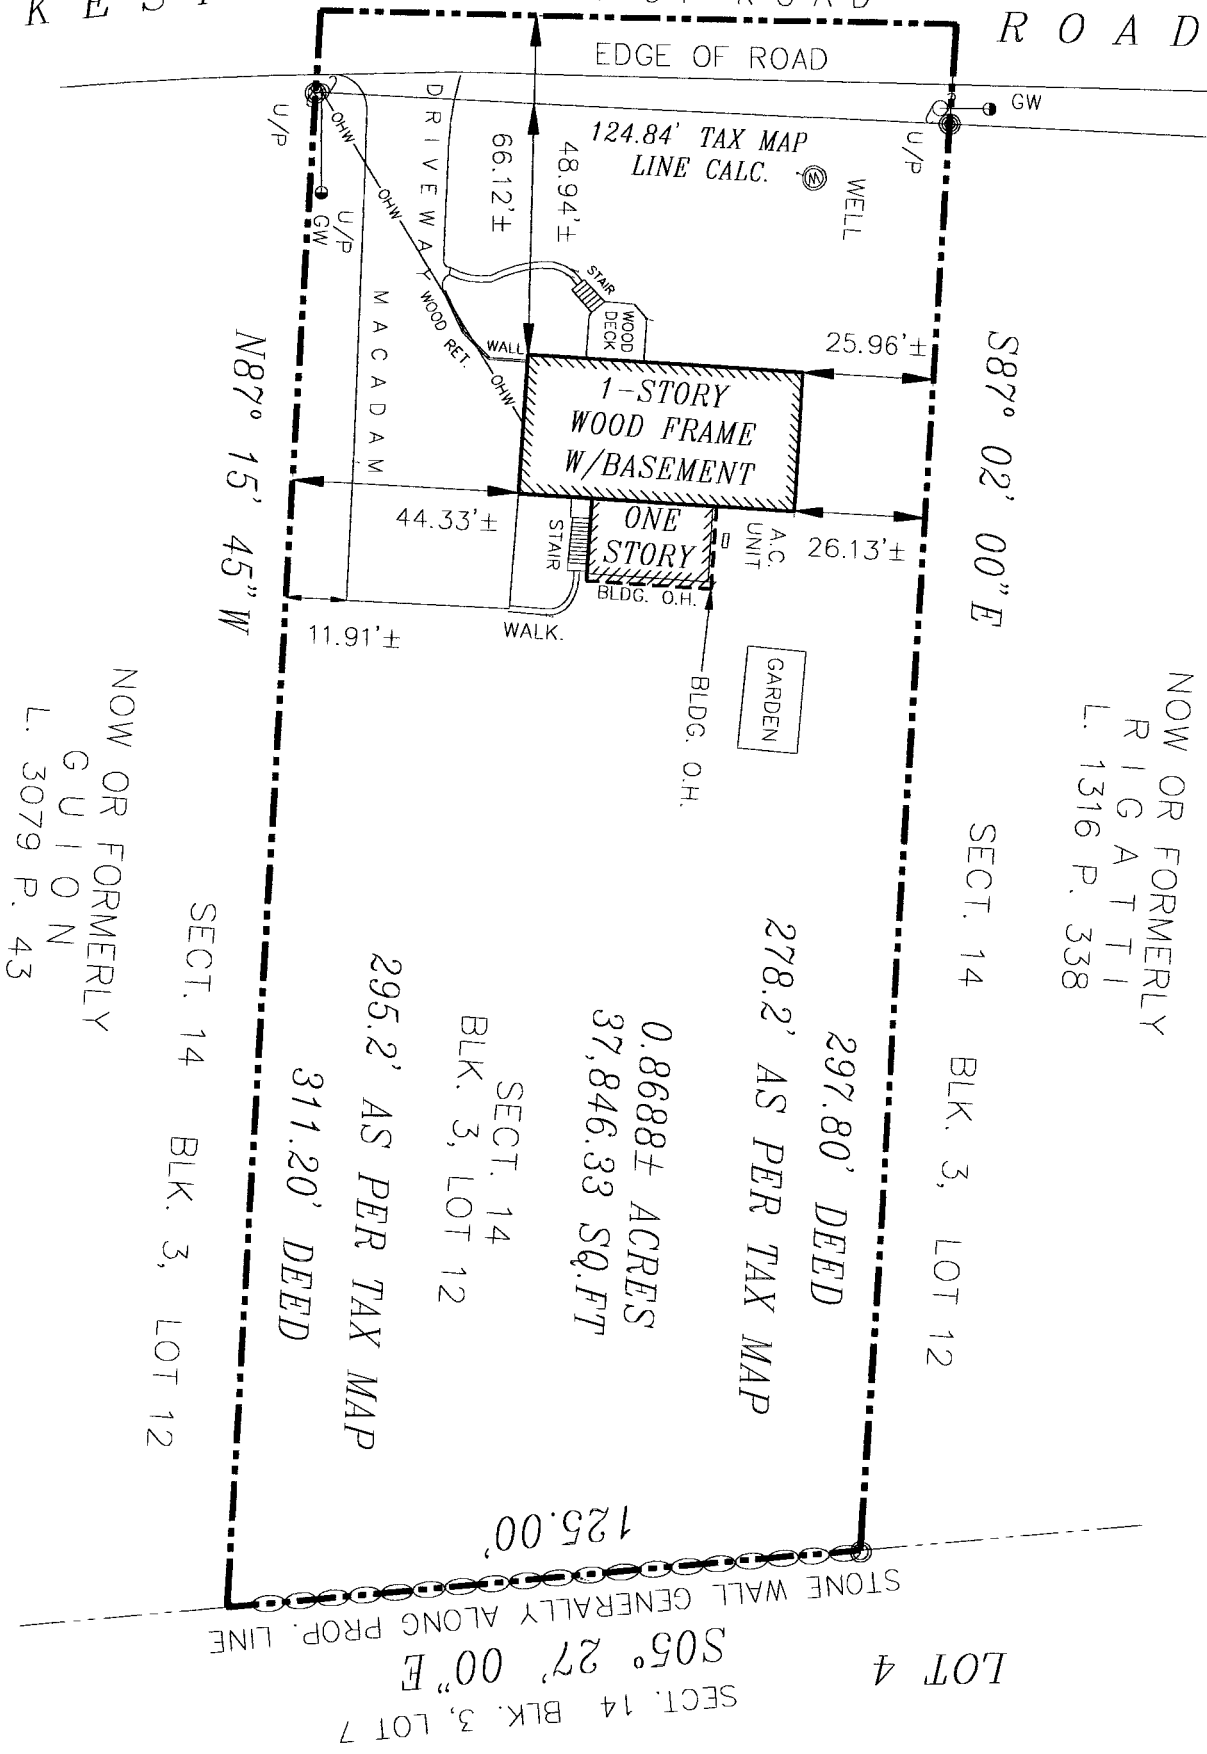 ROAD
EDGE OF ROAD
GW
U/P
U/P
124.84' TAX MAP
LINE CALC.
W
WELL
DRIVEWAY
OHW
OHW
OHW
66.12'±
48.94'±
U/P
GW
MACADAM
STAIR
WOOD
DECK
WOOD RET.
WALL
25.96'±
S87° 02' 00"E
N87° 15' 45"W
1-STORY
WOOD FRAME
W/BASEMENT
44.33'±
STAIR
ONE
STORY
A.C.
UNIT
26.13'±
BLDG. O.H.
11.91'±
WALK.
BLDG. O.H.
GARDEN
NOW OR FORMERLY
RIGATTI
L. 1316 P. 338
NOW OR FORMERLY
GUION
L. 3079 P. 43
SECT. 14 BLK. 3, LOT 12
SECT. 14 BLK. 3, LOT 12
297.80' DEED
278.2' AS PER TAX MAP
0.8688± ACRES
37,846.33 SQ.FT
SECT. 14
BLK. 3, LOT 12
295.2' AS PER TAX MAP
311.20' DEED
125.00'
STONE WALL GENERALLY ALONG PROP. LINE
S05° 27' 00"E
SECT. 14 BLK. 3, LOT 7
LOT 4